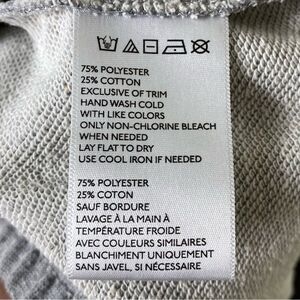 75% POLYESTER
25% COTTON
EXCLUSIVE OF TRIM
HAND WASH COLD
WITH LIKE COLORS
ONLY NON-CHLORINE BLEACH
WHEN NEEDED
LAY FLAT TO DRY
USE COOL IRON IF NEEDED
75% POLYESTER
25% COTON
SAUF BORDURE
LAVAGE À LA MAIN À
TEMPÉRATURE FROIDE
AVEC COULEURS SIMILAIRES
BLANCHIMENT UNIQUEMENT
SANS JAVEL, SI NÉCESSAIRE